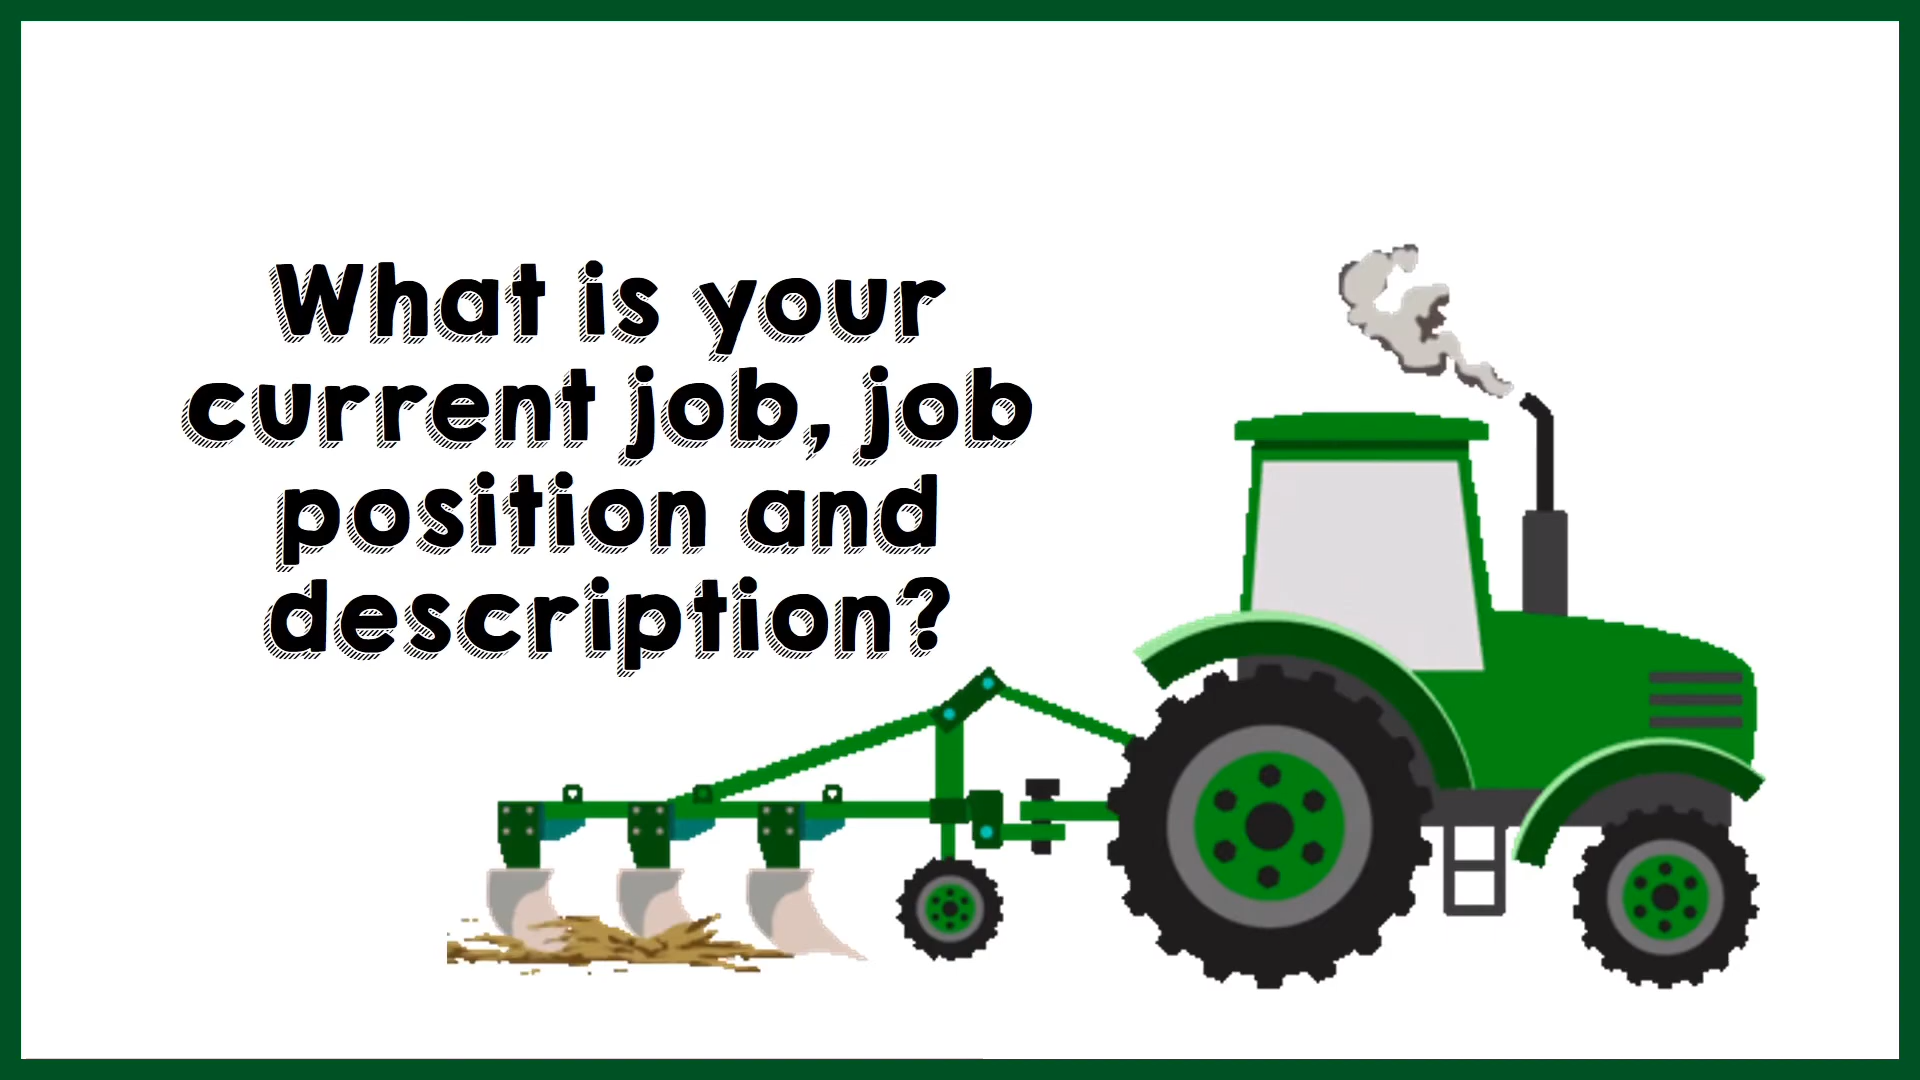 What is your
current job, job
position and
description?